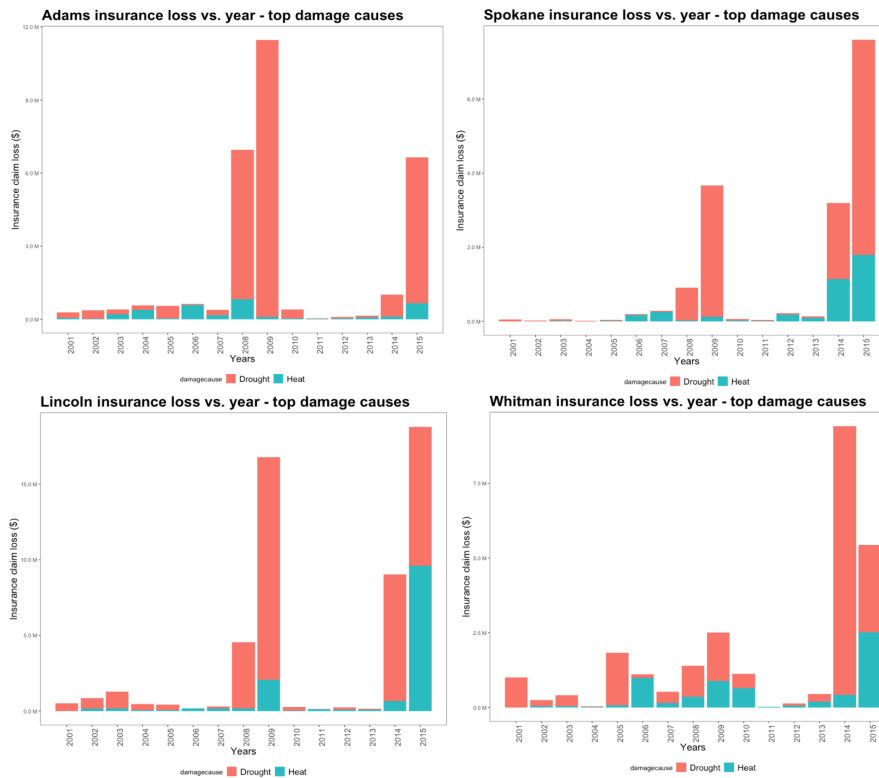 Adams insurance loss vs. year - top damage causes
12.0 M
9.0 M
6.0 M
3.0 M
0.0 M
Insurance claim loss ($)
2001 2002 2003 2004 2005 2006 2007 2008 2009 2010 2011 2012 2013 2014 2015
Years
damagecause Drought Heat
Spokane insurance loss vs. year - top damage causes
6.0 M
4.0 M
2.0 M
0.0 M
Insurance claim loss ($)
2001 2002 2003 2004 2005 2006 2007 2008 2009 2010 2011 2012 2013 2014 2015
Years
damagecause Drought Heat
Lincoln insurance loss vs. year - top damage causes
15.0 M
10.0 M
5.0 M
0.0 M
Insurance claim loss ($)
2001 2002 2003 2004 2005 2006 2007 2008 2009 2010 2011 2012 2013 2014 2015
Years
damagecause Drought Heat
Whitman insurance loss vs. year - top damage causes
7.5 M
5.0 M
2.5 M
0.0 M
Insurance claim loss ($)
2001 2002 2003 2004 2005 2006 2007 2008 2009 2010 2011 2012 2013 2014 2015
Years
damagecause Drought Heat